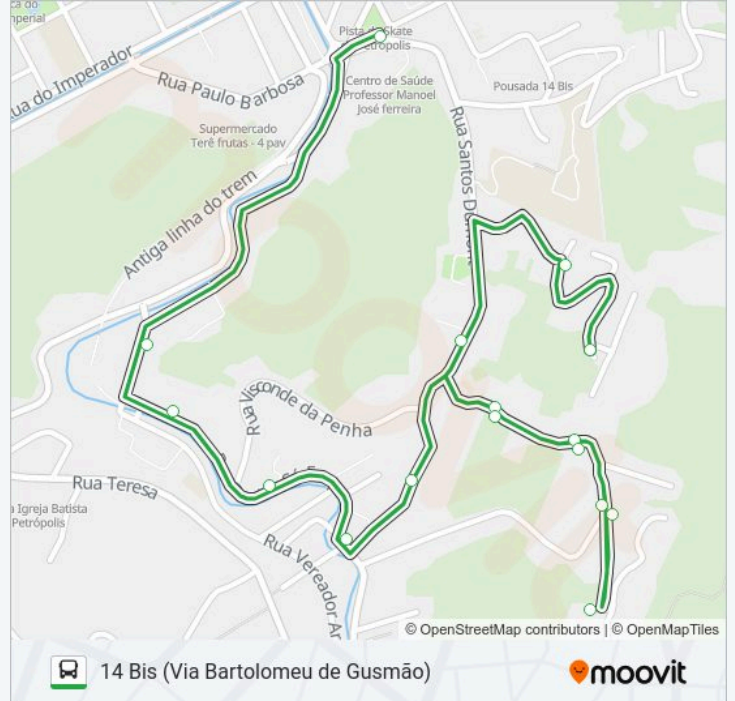 a do
nperial
Rua do Imperador
Rua Paulo Barbosa
Pista de Skate
de Petrópolis
Centro de Saúde
Professor Manoel
José ferreira
Pousada 14 Bis
Supermercado
Terê frutas - 4 pav
Rua Santos Dumont
Antiga linha do trem
Rua Visconde da Penha
Rua Teresa
a Igreja Batista
Petrópolis
Rua Vereador Ar
© OpenStreetMap contributors | © OpenMapTiles
14 Bis (Via Bartolomeu de Gusmão)
moovit